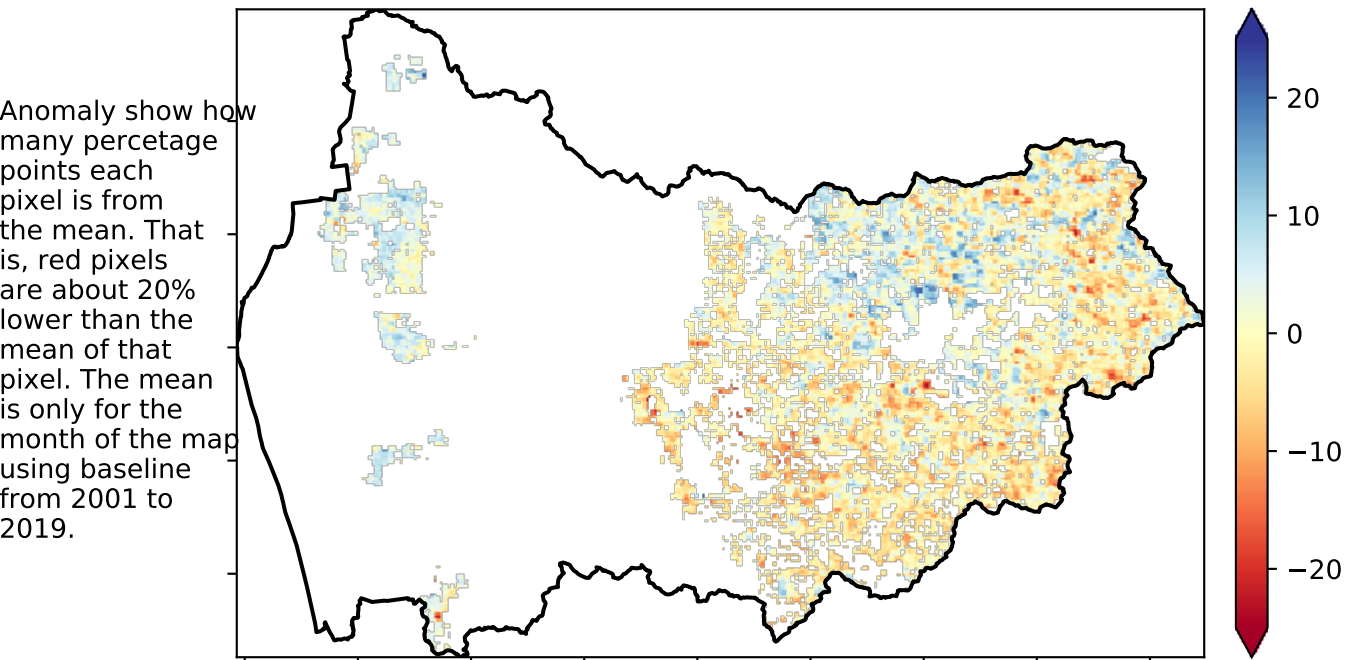 Anomaly show how
many percetage
points each
pixel is from
the mean. That
is, red pixels
are about 20%
lower than the
mean of that
pixel. The mean
is only for the
month of the map
using baseline
from 2001 to
2019.
20
10
0
−10
−20